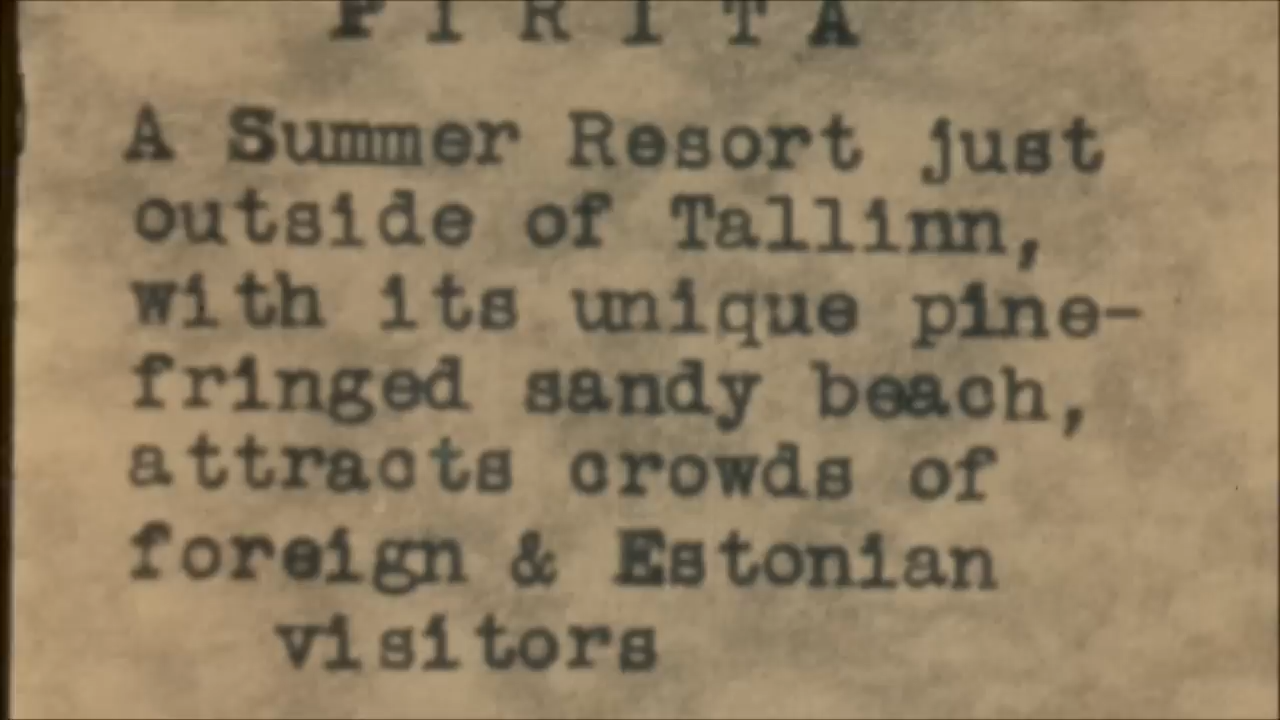 PIRITA
A Summer Resort just
outside of Tallinn,
with its unique pine-
fringed sandy beach,
attracts crowds of
foreign & Estonian
visitors